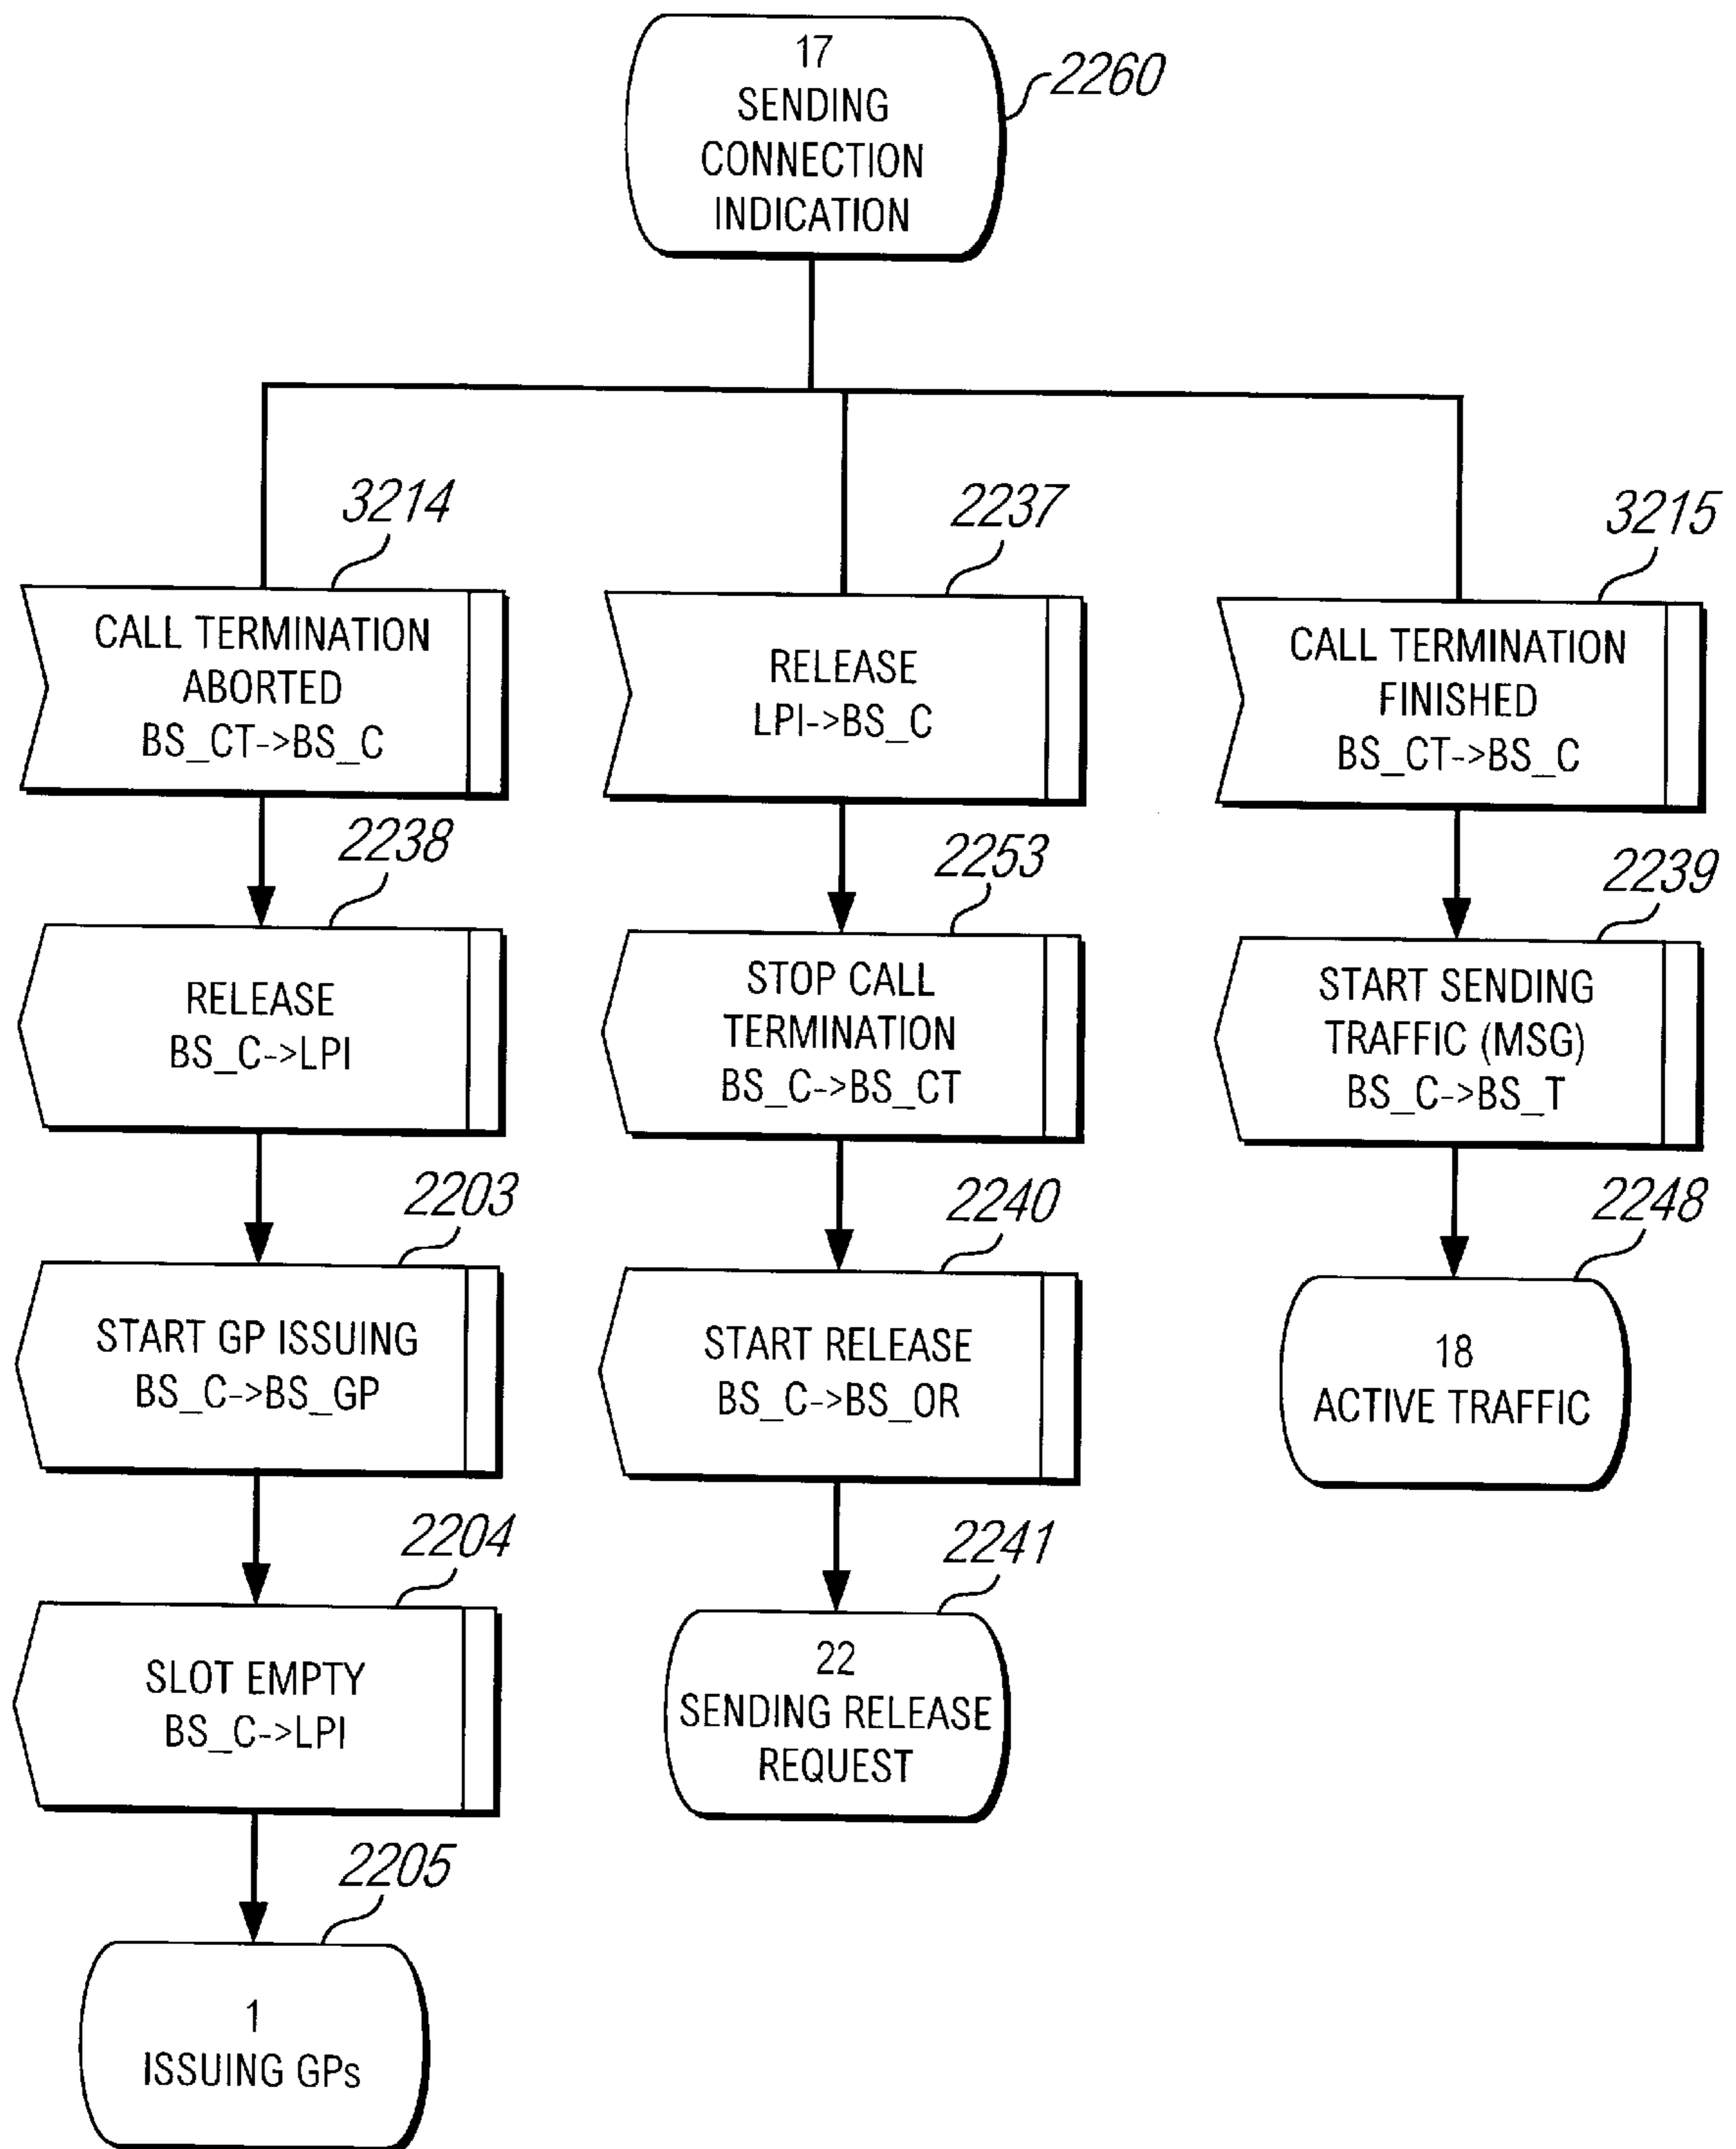 17
SENDING
CONNECTION
INDICATION
2260
3214
CALL TERMINATION
ABORTED
BS_CT->BS_C
2238
RELEASE
BS_C->LPI
2203
START GP ISSUING
BS_C->BS_GP
2204
SLOT EMPTY
BS_C->LPI
2205
1
ISSUING GPs
2237
RELEASE
LPI->BS_C
2253
STOP CALL
TERMINATION
BS_C->BS_CT
2240
START RELEASE
BS_C->BS_OR
2241
22
SENDING RELEASE
REQUEST
3215
CALL TERMINATION
FINISHED
BS_CT->BS_C
2239
START SENDING
TRAFFIC (MSG)
BS_C->BS_T
2248
18
ACTIVE TRAFFIC